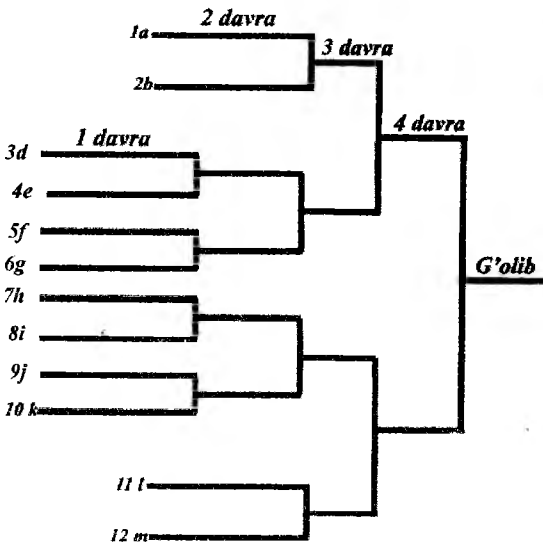 2 davra
1a
3 davra
2b
4 davra
1 davra
3d
4e
5f
6g
G'olib
7h
8i
9j
10 k
11 l
12 m